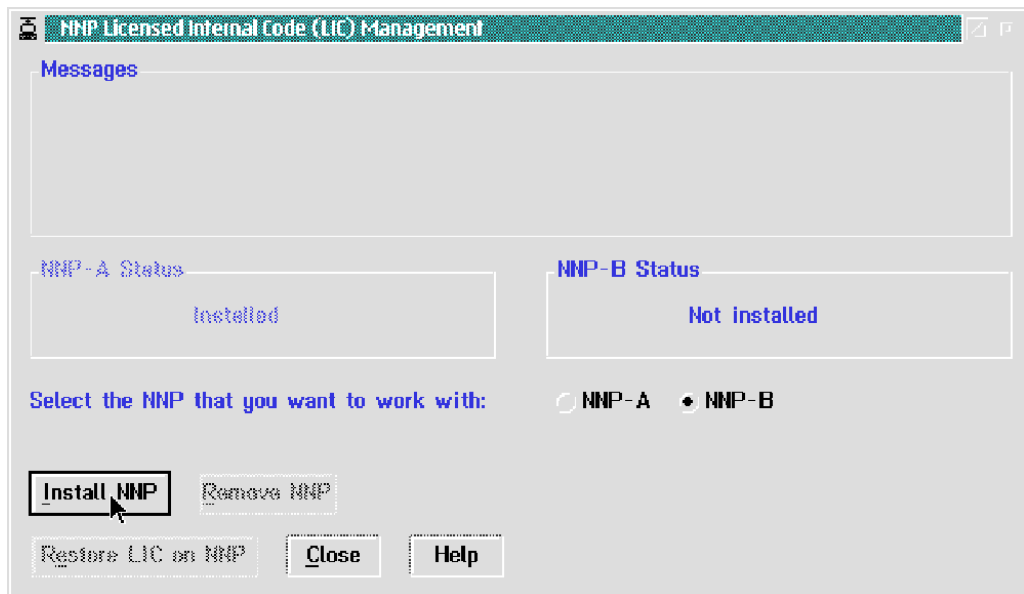 NNP Licensed Internal Code (LIC) Management
Messages
NNP-A Status
NNP-B Status
Installed
Not installed
Select the NNP that you want to work with:
NNP-A
NNP-B
Install NNP
Remove NNP
Restore LIC on NNP
Close
Help